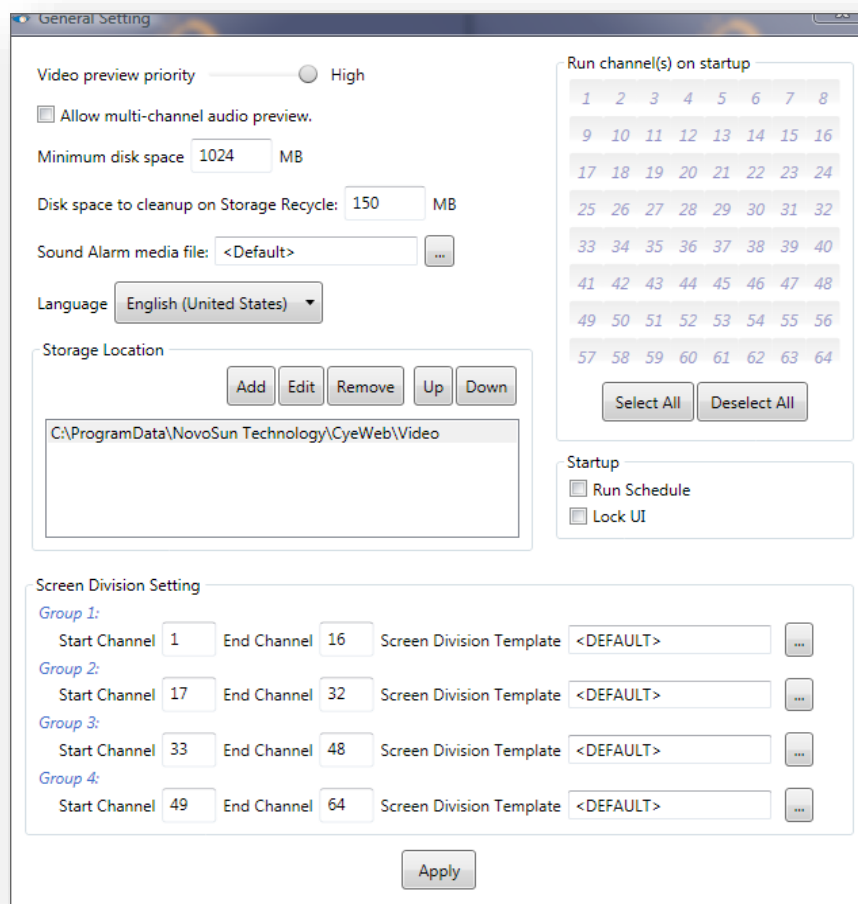 General Setting
Video preview priority High
Allow multi-channel audio preview.
Minimum disk space 1024 MB
Disk space to cleanup on Storage Recycle: 150 MB
Sound Alarm media file: <Default> ...
Language English (United States)
Storage Location
Add Edit Remove Up Down
C:\ProgramData\NovoSun Technology\CyeWeb\Video
Run channel(s) on startup
1 2 3 4 5 6 7 8
9 10 11 12 13 14 15 16
17 18 19 20 21 22 23 24
25 26 27 28 29 30 31 32
33 34 35 36 37 38 39 40
41 42 43 44 45 46 47 48
49 50 51 52 53 54 55 56
57 58 59 60 61 62 63 64
Select All Deselect All
Startup
Run Schedule
Lock UI
Screen Division Setting
Group 1:
Start Channel 1 End Channel 16 Screen Division Template <DEFAULT> ...
Group 2:
Start Channel 17 End Channel 32 Screen Division Template <DEFAULT> ...
Group 3:
Start Channel 33 End Channel 48 Screen Division Template <DEFAULT> ...
Group 4:
Start Channel 49 End Channel 64 Screen Division Template <DEFAULT> ...
Apply